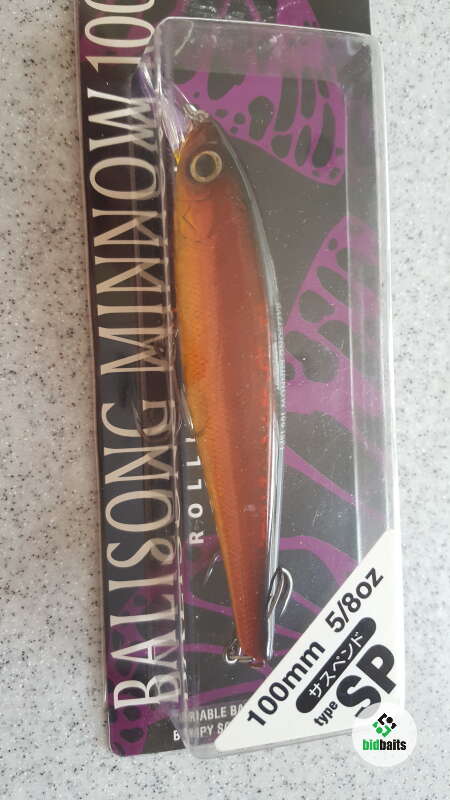 BALISONG MINNOW 100
ROLLI
100mm 5/8oz
サスペンド
type SP
bidbaits